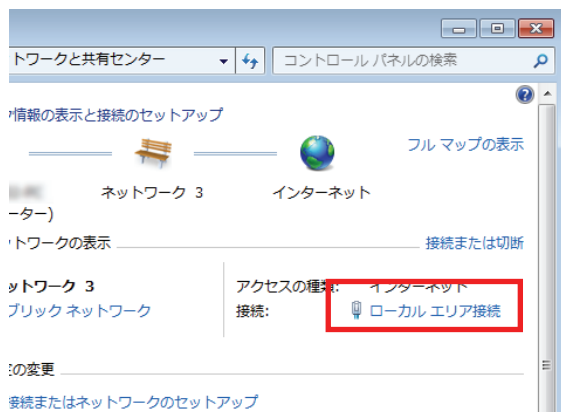 トワークと共有センター
コントロール パネルの検索
情報の表示と接続のセットアップ
フル マップの表示
ネットワーク 3
インターネット
ーター)
トワークの表示
接続または切断
ットワーク 3
アクセスの種類: インターネット
ブリック ネットワーク
接続: ローカル エリア接続
の変更
接続またはネットワークのセットアップ